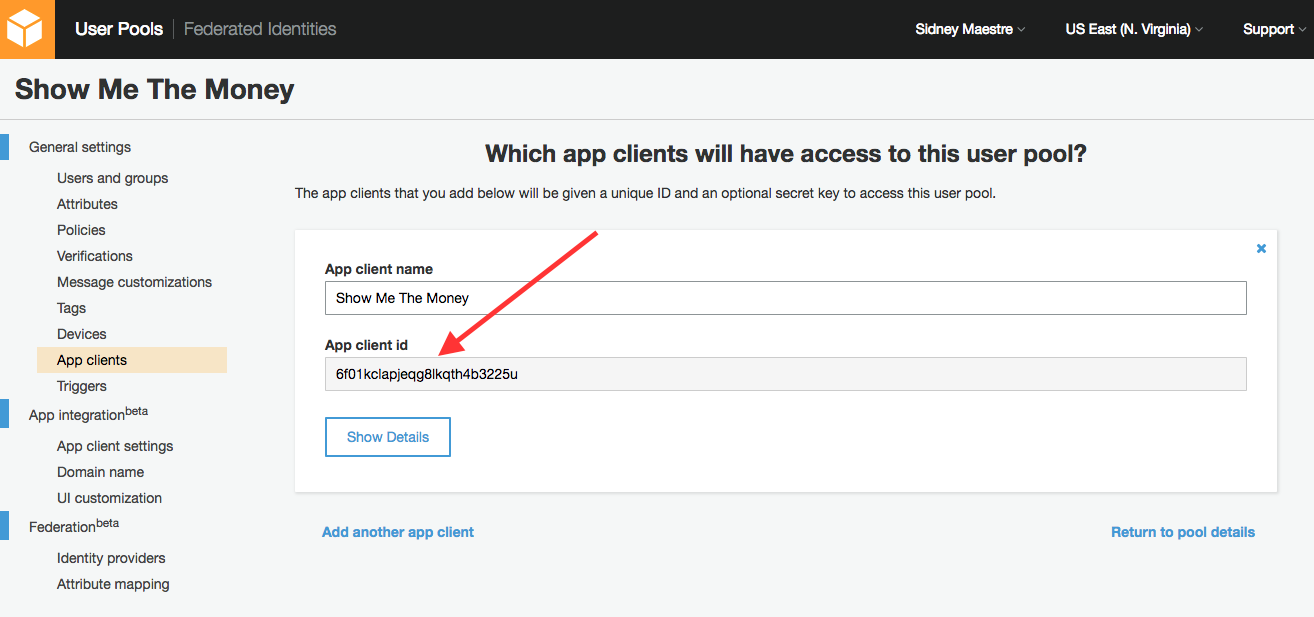 User Pools Federated Identities Sidney Maestre US East (N. Virginia) Support
Show Me The Money
General settings
Users and groups
Attributes
Policies
Verifications
Message customizations
Tags
Devices
App clients
Triggers
App integration beta
App client settings
Domain name
UI customization
Federation beta
Identity providers
Attribute mapping
Which app clients will have access to this user pool?
The app clients that you add below will be given a unique ID and an optional secret key to access this user pool.
App client name
Show Me The Money
App client id
6f01kclapjeqg8lkqth4b3225u
Show Details
Add another app client Return to pool details